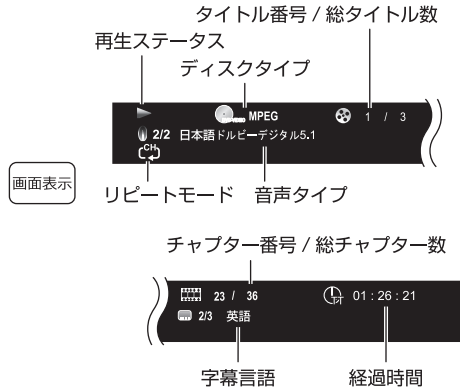 タイトル番号 / 総タイトル数
再生ステータス
ディスクタイプ
MPEG 1 / 3
2/2 日本語ドルビーデジタル5.1
CH
画面表示
リピートモード 音声タイプ
チャプター番号 / 総チャプター数
23 / 36 01 : 26 : 21
2/3 英語
字幕言語 経過時間